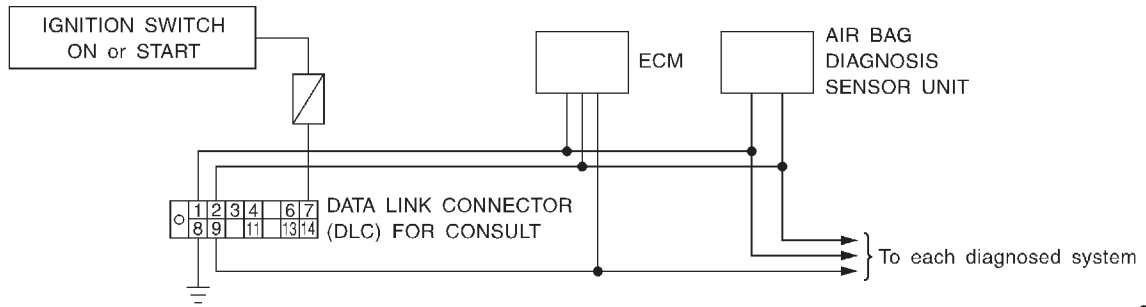 IGNITION SWITCH
ON or START
ECM
AIR BAG
DIAGNOSIS
SENSOR UNIT
1 2 3 4 6 7
8 9 11 13 14
DATA LINK CONNECTOR
(DLC) FOR CONSULT
To each diagnosed system